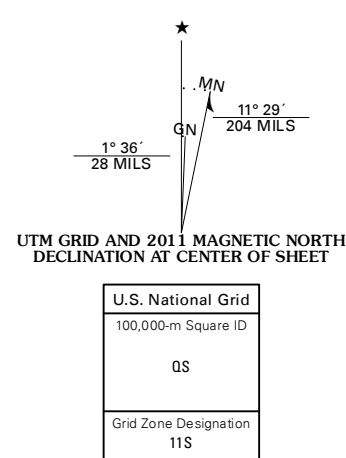 ★
MN
11° 29´
204 MILS
GN
1° 36´
28 MILS
UTM GRID AND 2011 MAGNETIC NORTH
DECLINATION AT CENTER OF SHEET
U.S. National Grid
100,000-m Square ID
QS
Grid Zone Designation
11S